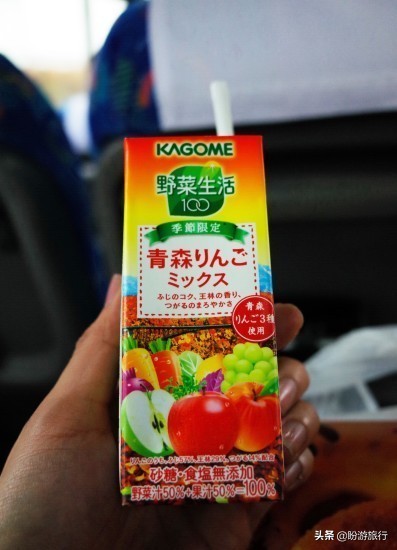 KAGOME
野菜生活
100
季節限定
青森りんご
ミックス
ふじのコク、王林の香り、
つがるのまろやかさ
青森
りんご3種
使用
砂糖・食塩無添加
野菜汁50%+果汁50%=100%
头条 @盼游旅行